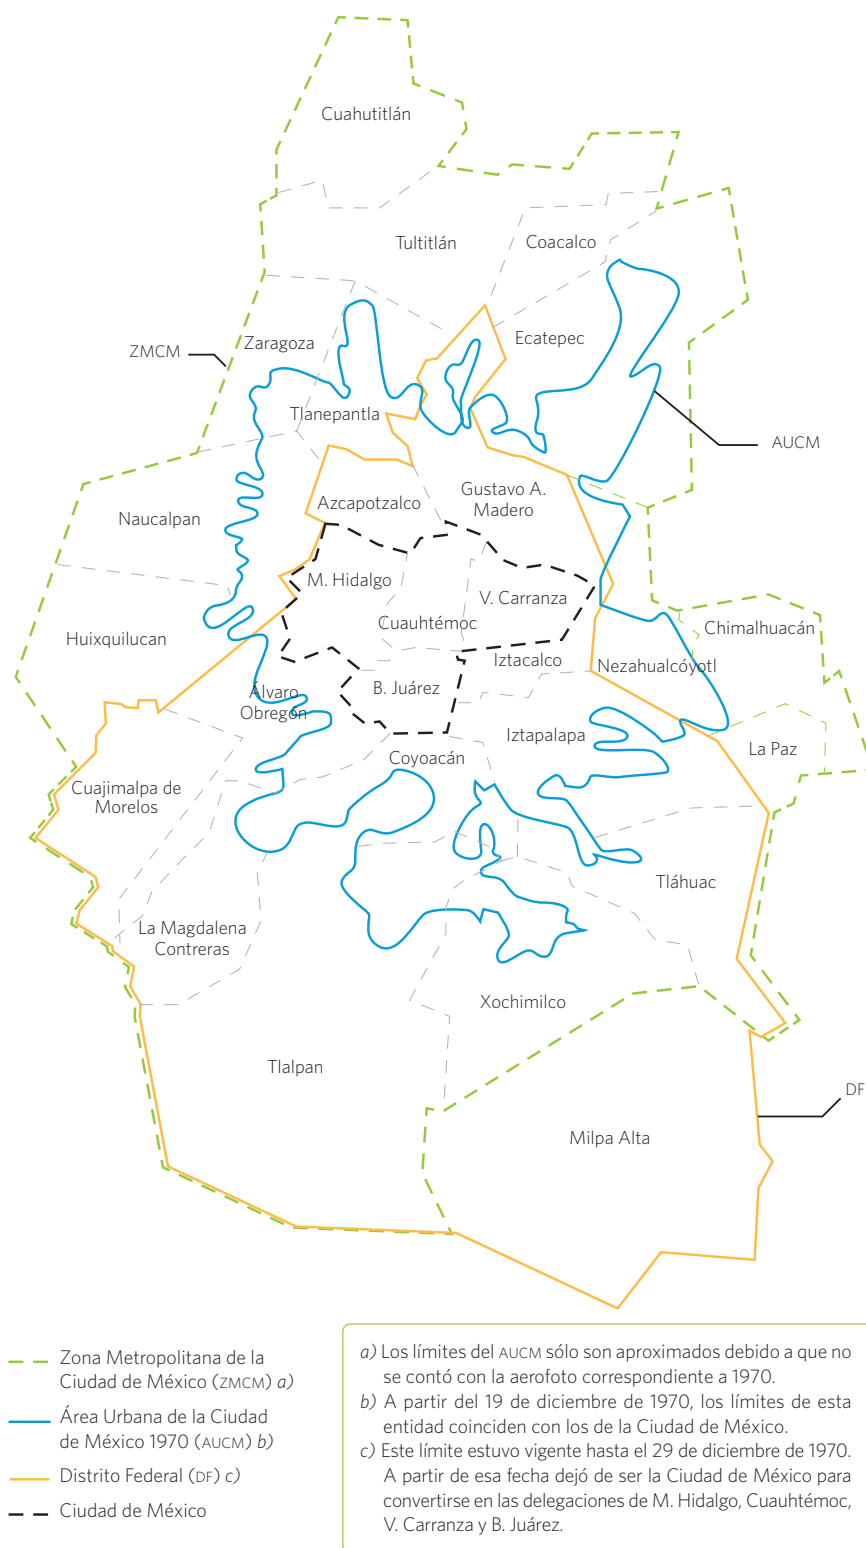 Cuahutitlán
Tultitlán
Coacalco
Ecatepec
ZMCM
Zaragoza
Tlanepantla
AUCM
Azcapotzalco
Gustavo A.
Madero
Naucalpan
M. Hidalgo
V. Carranza
Cuauhtémoc
Chimalhuacán
Huixquilucan
Iztacalco
Nezahualcóyotl
B. Juárez
Álvaro
Obregón
Iztapalapa
La Paz
Coyoacán
Cuajimalpa de
Morelos
Tláhuac
La Magdalena
Contreras
Xochimilco
Tlalpan
DF
Milpa Alta
Zona Metropolitana de la
Ciudad de México (ZMCM) a)
Área Urbana de la Ciudad
de México 1970 (AUCM) b)
Distrito Federal (DF) c)
Ciudad de México
a) Los límites del AUCM sólo son aproximados debido a que no
se contó con la aerofoto correspondiente a 1970.
b) A partir del 19 de diciembre de 1970, los límites de esta
entidad coinciden con los de la Ciudad de México.
c) Este límite estuvo vigente hasta el 29 de diciembre de 1970.
A partir de esa fecha dejó de ser la Ciudad de México para
convertirse en las delegaciones de M. Hidalgo, Cuauhtémoc,
V. Carranza y B. Juárez.